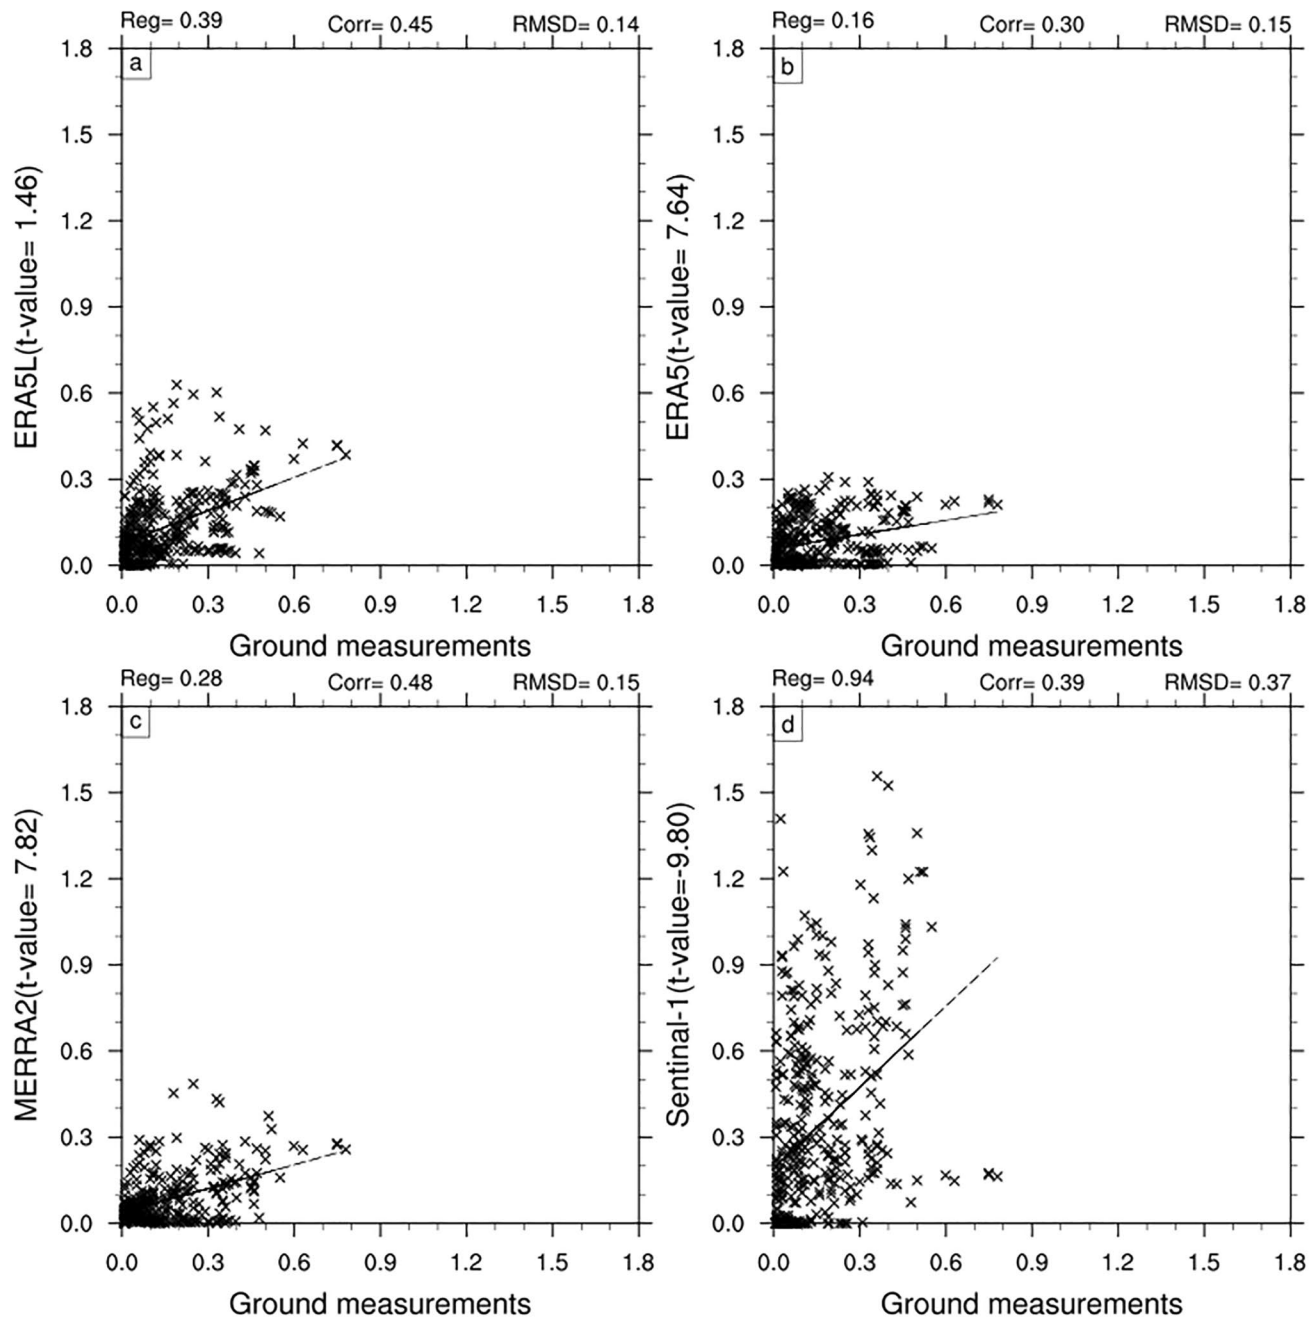 Reg= 0.39 Corr= 0.45 RMSD= 0.14
a
ERA5L(t-value= 1.46)
1.8
1.5
1.2
0.9
0.6
0.3
0.0
0.0 0.3 0.6 0.9 1.2 1.5 1.8
Ground measurements
Reg= 0.16 Corr= 0.30 RMSD= 0.15
b
ERA5(t-value= 7.64)
1.8
1.5
1.2
0.9
0.6
0.3
0.0
0.0 0.3 0.6 0.9 1.2 1.5 1.8
Ground measurements
Reg= 0.28 Corr= 0.48 RMSD= 0.15
c
MERRA2(t-value= 7.82)
1.8
1.5
1.2
0.9
0.6
0.3
0.0
0.0 0.3 0.6 0.9 1.2 1.5 1.8
Ground measurements
Reg= 0.94 Corr= 0.39 RMSD= 0.37
d
Sentinal-1(t-value=-9.80)
1.8
1.5
1.2
0.9
0.6
0.3
0.0
0.0 0.3 0.6 0.9 1.2 1.5 1.8
Ground measurements